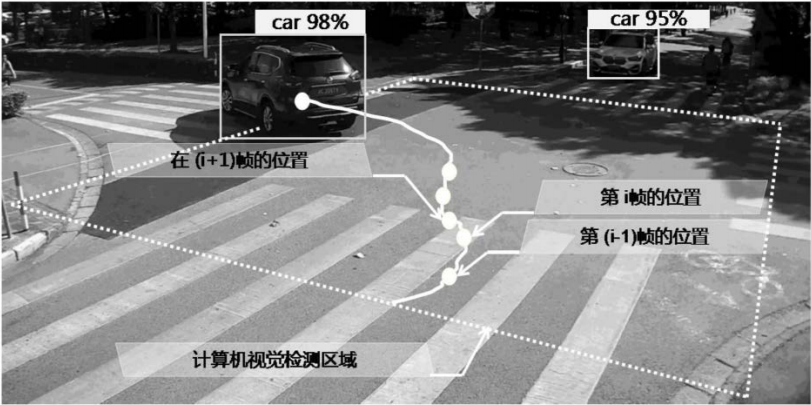 car 98%
car 95%
在 (i+1)帧的位置
第 i帧的位置
第 (i-1)帧的位置
计算机视觉检测区域